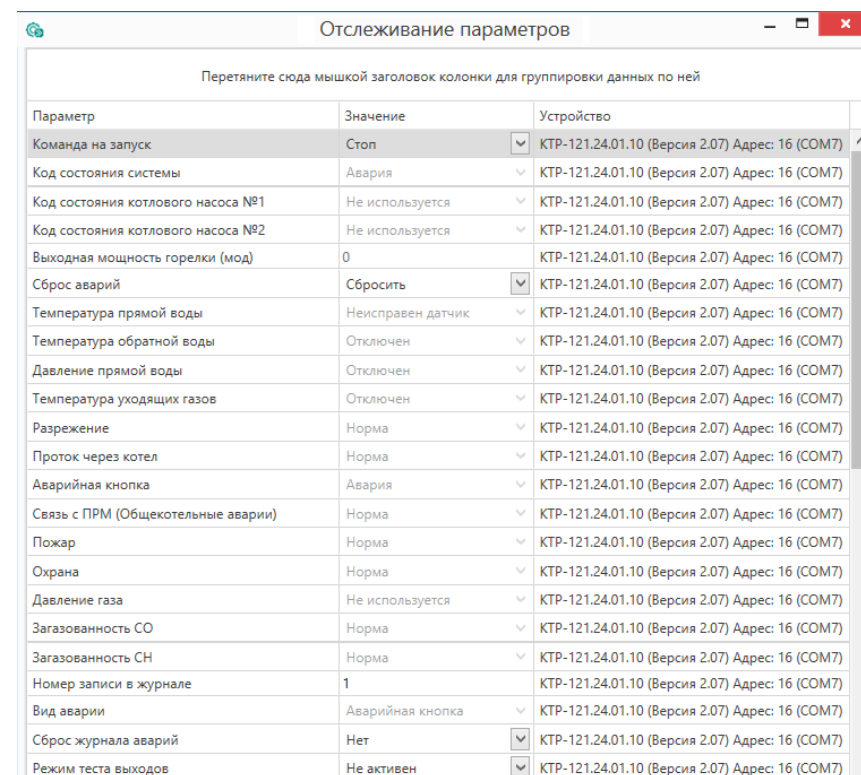 Отслеживание параметров
Перетяните сюда мышкой заголовок колонки для группировки данных по ней
Параметр Значение Устройство
Команда на запуск Стоп КТР-121.24.01.10 (Версия 2.07) Адрес: 16 (COM7)
Код состояния системы Авария КТР-121.24.01.10 (Версия 2.07) Адрес: 16 (COM7)
Код состояния котлового насоса №1 Не используется КТР-121.24.01.10 (Версия 2.07) Адрес: 16 (COM7)
Код состояния котлового насоса №2 Не используется КТР-121.24.01.10 (Версия 2.07) Адрес: 16 (COM7)
Выходная мощность горелки (мод) 0 КТР-121.24.01.10 (Версия 2.07) Адрес: 16 (COM7)
Сброс аварий Сбросить КТР-121.24.01.10 (Версия 2.07) Адрес: 16 (COM7)
Температура прямой воды Неисправен датчик КТР-121.24.01.10 (Версия 2.07) Адрес: 16 (COM7)
Температура обратной воды Отключен КТР-121.24.01.10 (Версия 2.07) Адрес: 16 (COM7)
Давление прямой воды Отключен КТР-121.24.01.10 (Версия 2.07) Адрес: 16 (COM7)
Температура уходящих газов Отключен КТР-121.24.01.10 (Версия 2.07) Адрес: 16 (COM7)
Разрежение Норма КТР-121.24.01.10 (Версия 2.07) Адрес: 16 (COM7)
Проток через котел Норма КТР-121.24.01.10 (Версия 2.07) Адрес: 16 (COM7)
Аварийная кнопка Авария КТР-121.24.01.10 (Версия 2.07) Адрес: 16 (COM7)
Связь с ПРМ (Общекотельные аварии) Норма КТР-121.24.01.10 (Версия 2.07) Адрес: 16 (COM7)
Пожар Норма КТР-121.24.01.10 (Версия 2.07) Адрес: 16 (COM7)
Охрана Норма КТР-121.24.01.10 (Версия 2.07) Адрес: 16 (COM7)
Давление газа Не используется КТР-121.24.01.10 (Версия 2.07) Адрес: 16 (COM7)
Загазованность CO Норма КТР-121.24.01.10 (Версия 2.07) Адрес: 16 (COM7)
Загазованность CH Норма КТР-121.24.01.10 (Версия 2.07) Адрес: 16 (COM7)
Номер записи в журнале 1 КТР-121.24.01.10 (Версия 2.07) Адрес: 16 (COM7)
Вид аварии Аварийная кнопка КТР-121.24.01.10 (Версия 2.07) Адрес: 16 (COM7)
Сброс журнала аварий Нет КТР-121.24.01.10 (Версия 2.07) Адрес: 16 (COM7)
Режим теста выходов Не активен КТР-121.24.01.10 (Версия 2.07) Адрес: 16 (COM7)